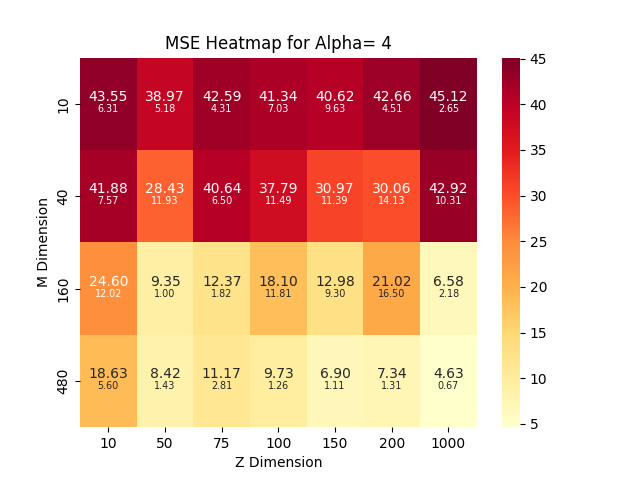 MSE Heatmap for Alpha= 4
43.55 38.97 42.59 41.34 40.62 42.66 45.12
6.31 5.18 4.31 7.03 9.63 4.51 2.65
10
41.88 28.43 40.64 37.79 30.97 30.06 42.92
7.57 11.93 6.50 11.49 11.39 14.13 10.31
40
24.60 9.35 12.37 18.10 12.98 21.02 6.58
12.02 1.00 1.82 11.81 9.30 16.50 2.18
160
18.63 8.42 11.17 9.73 6.90 7.34 4.63
5.60 1.43 2.81 1.26 1.11 1.31 0.67
480
M Dimension
10 50 75 100 150 200 1000
Z Dimension
45
40
35
30
25
20
15
10
5